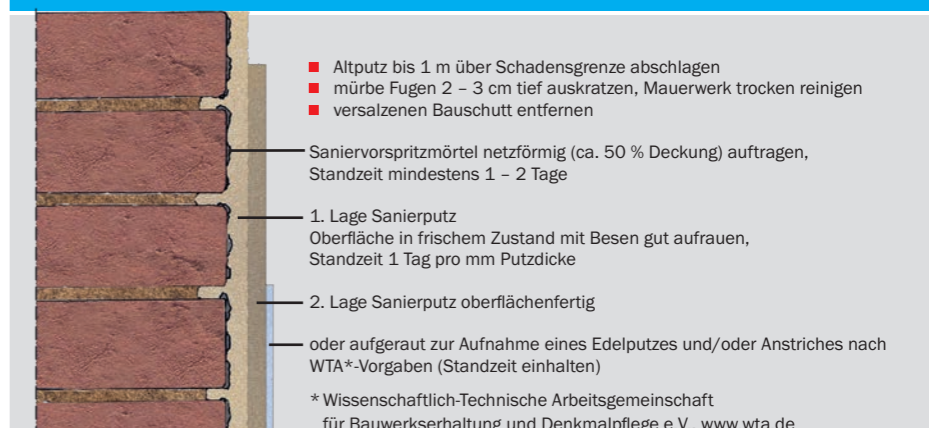 Altputz bis 1 m über Schadensgrenze abschlagen
mürbe Fugen 2 – 3 cm tief auskratzen, Mauerwerk trocken reinigen
versalzenen Bauschutt entfernen
Saniervorspritzmörtel netzförmig (ca. 50 % Deckung) auftragen,
Standzeit mindestens 1 – 2 Tage
1. Lage Sanierputz
Oberfläche in frischem Zustand mit Besen gut aufrauen,
Standzeit 1 Tag pro mm Putzdicke
2. Lage Sanierputz oberflächenfertig
oder aufgeraut zur Aufnahme eines Edelputzes und/oder Anstriches nach
WTA*-Vorgaben (Standzeit einhalten)
* Wissenschaftlich-Technische Arbeitsgemeinschaft
für Bauwerkserhaltung und Denkmalpflege e.V., www.wta.de